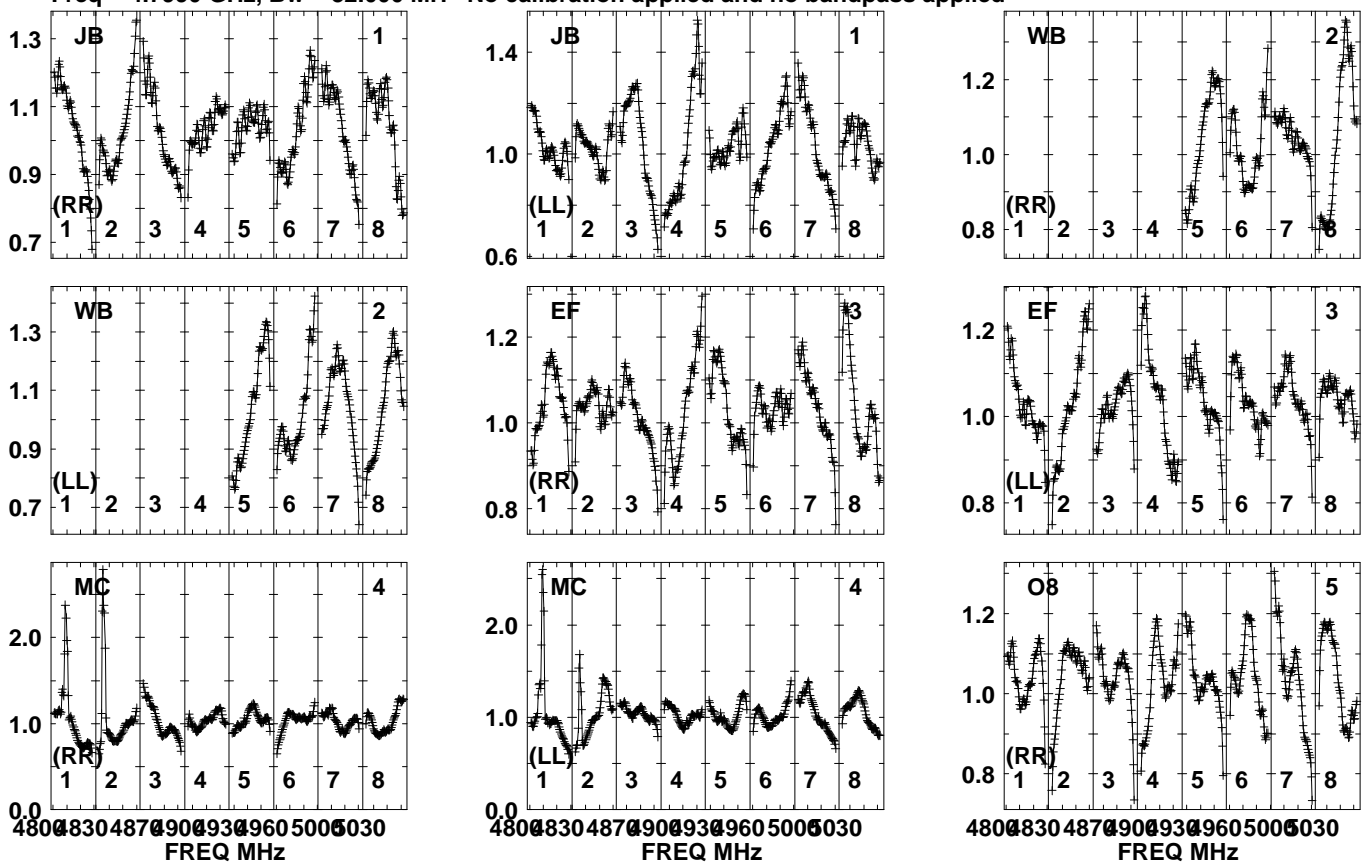 No calibration applied and no bandpass applied
JB 1
1.3
1.1
0.9
0.7
(RR)
1 2 3 4 5 6 7 8
JB 1
1.4
1.2
1.0
0.8
0.6
(LL)
1 2 3 4 5 6 7 8
WB 2
1.2
1.0
0.8
(RR)
1 2 3 4 5 6 7 8
WB 2
1.3
1.1
0.9
0.7
(LL)
1 2 3 4 5 6 7 8
EF 3
1.2
1.0
0.8
(RR)
1 2 3 4 5 6 7 8
EF 3
1.2
1.0
0.8
(LL)
1 2 3 4 5 6 7 8
MC 4
2.0
1.0
0.0
(RR)
1 2 3 4 5 6 7 8
4800 4830 4870 4900 4930 4960 5000 5030
FREQ MHz
MC 4
2.0
1.0
0.0
(LL)
1 2 3 4 5 6 7 8
4800 4830 4870 4900 4930 4960 5000 5030
FREQ MHz
O8 5
1.2
1.0
0.8
(RR)
1 2 3 4 5 6 7 8
4800 4830 4870 4900 4930 4960 5000 5030
FREQ MHz